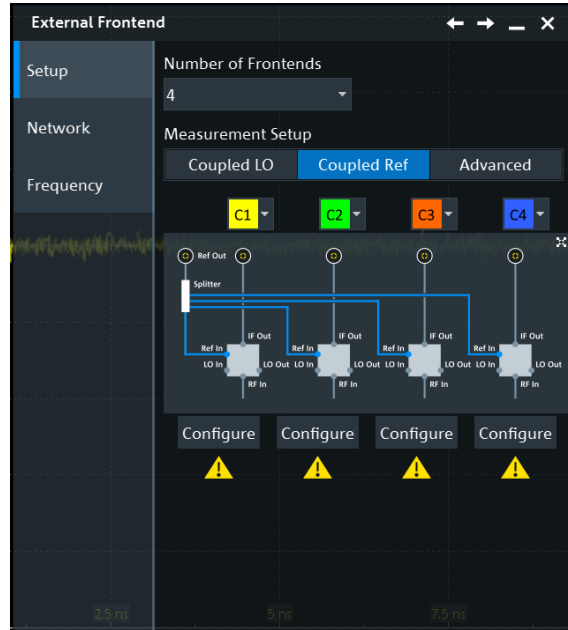 External Frontend
Setup
Network
Frequency
Number of Frontends
4
Measurement Setup
Coupled LO Coupled Ref Advanced
C1 C2 C3 C4
Ref Out
Splitter
IF Out IF Out IF Out IF Out
Ref In Ref In Ref In Ref In
LO In LO Out LO In LO Out LO In LO Out LO In LO Out
RF In RF In RF In RF In
Configure Configure Configure Configure
2.5 ns 5 ns 7.5 ns